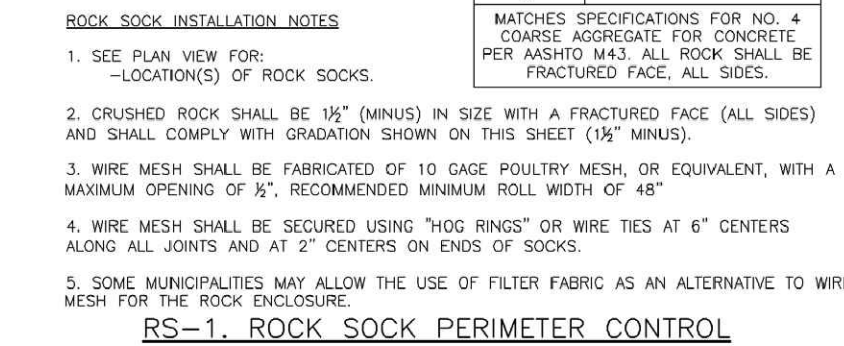 ROCK SOCK INSTALLATION NOTES
MATCHES SPECIFICATIONS FOR NO. 4
COARSE AGGREGATE FOR CONCRETE
PER AASHTO M43. ALL ROCK SHALL BE
FRACTURED FACE, ALL SIDES.
1. SEE PLAN VIEW FOR:
-LOCATION(S) OF ROCK SOCKS.
2. CRUSHED ROCK SHALL BE 1½" (MINUS) IN SIZE WITH A FRACTURED FACE (ALL SIDES)
AND SHALL COMPLY WITH GRADATION SHOWN ON THIS SHEET (1½" MINUS).
3. WIRE MESH SHALL BE FABRICATED OF 10 GAGE POULTRY MESH, OR EQUIVALENT, WITH A
MAXIMUM OPENING OF ½", RECOMMENDED MINIMUM ROLL WIDTH OF 48"
4. WIRE MESH SHALL BE SECURED USING "HOG RINGS" OR WIRE TIES AT 6" CENTERS
ALONG ALL JOINTS AND AT 2" CENTERS ON ENDS OF SOCKS.
5. SOME MUNICIPALITIES MAY ALLOW THE USE OF FILTER FABRIC AS AN ALTERNATIVE TO WIR
MESH FOR THE ROCK ENCLOSURE.
RS-1. ROCK SOCK PERIMETER CONTROL